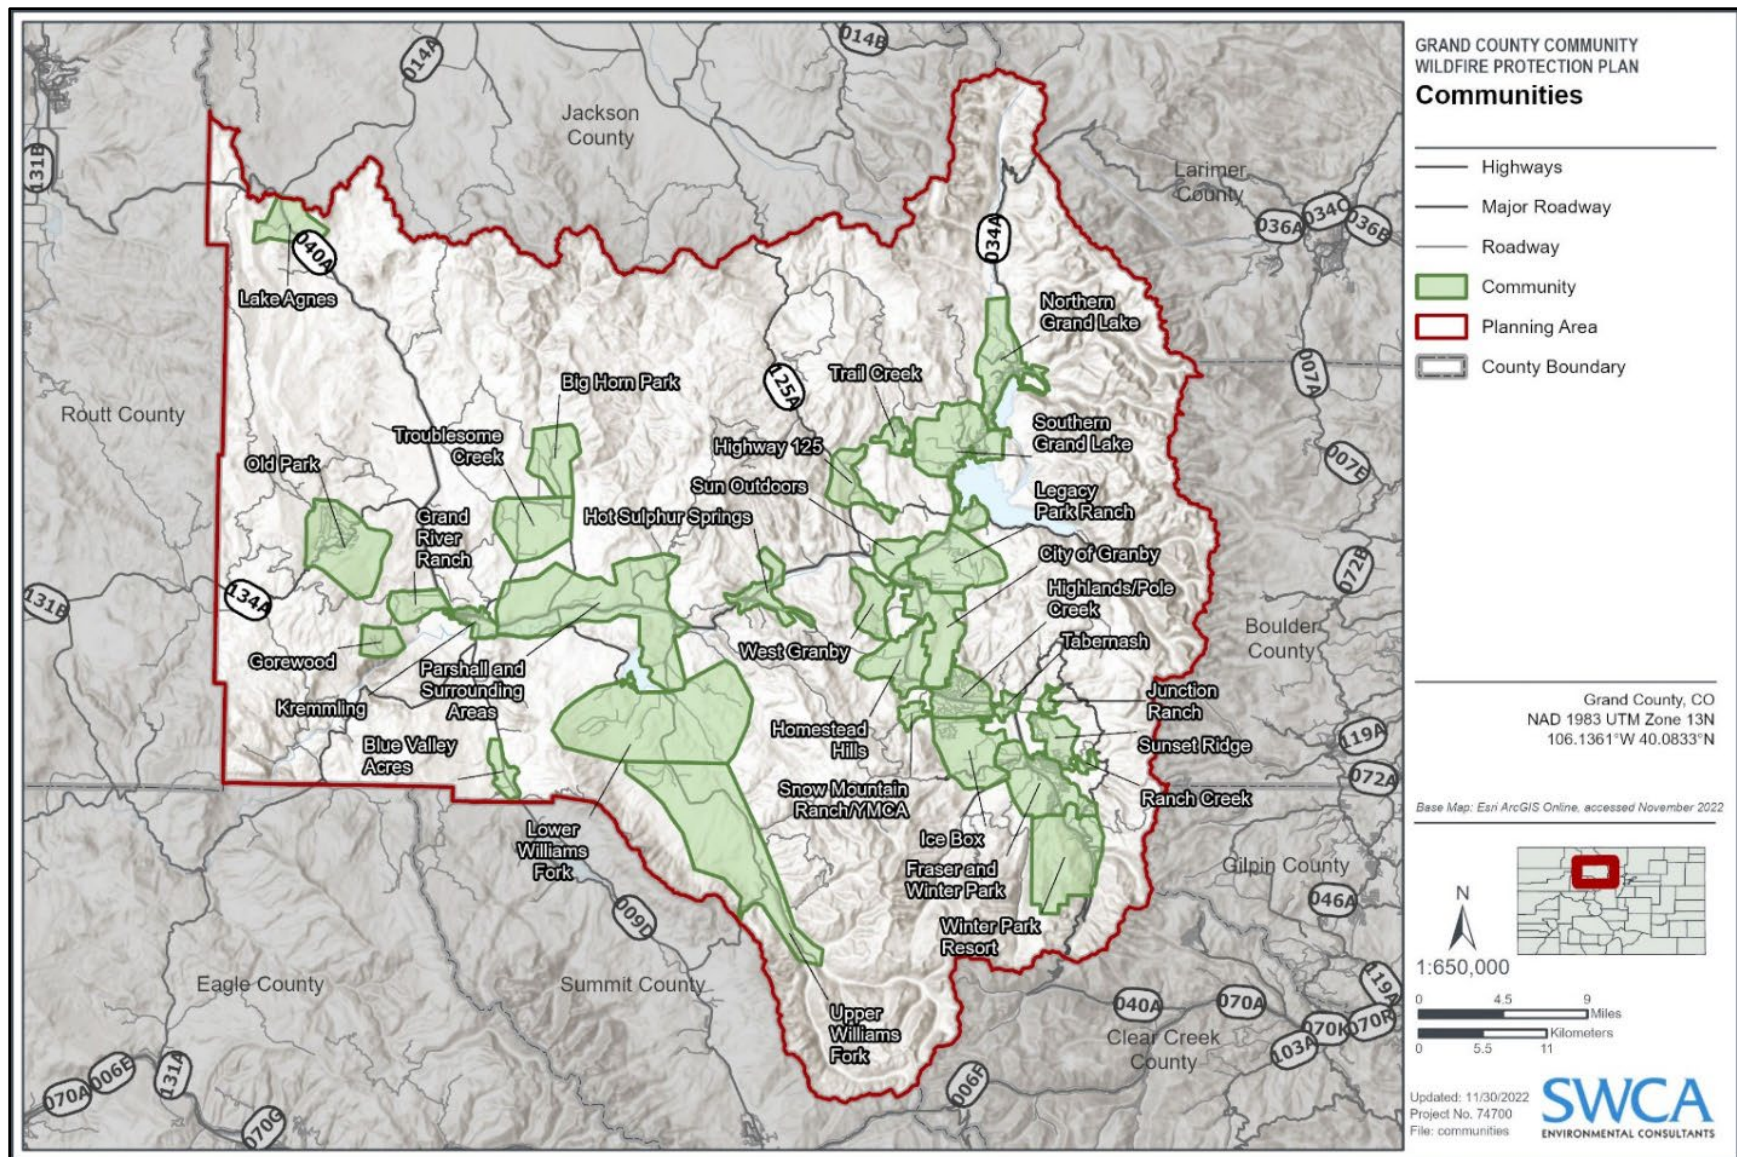 GRAND COUNTY COMMUNITY
WILDFIRE PROTECTION PLAN
Communities
Highways
Major Roadway
Roadway
Community
Planning Area
County Boundary
Grand County, CO
NAD 1983 UTM Zone 13N
106.1361°W 40.0833°N
Base Map: Esri ArcGIS Online, accessed November 2022
N
1:650,000
0 4.5 9
Miles
Kilometers
0 5.5 11
Updated: 11/30/2022
Project No. 74700
File: communities
SWCA
ENVIRONMENTAL CONSULTANTS
014A
014B
Jackson
County
131B
Larimer
County
036A
034C
036B
034A
040A
Lake Agnes
Northern
Grand Lake
007A
125A
Trail Creek
Big Horn Park
Routt County
Troublesome
Creek
Southern
Grand Lake
Highway 125
Old Park
007E
Sun Outdoors
Legacy
Park Ranch
Grand
River
Ranch
Hot Sulphur Springs
City of Granby
072B
Highlands/Pole
Creek
131B
134A
Boulder
County
Tabernash
West Granby
Gorewood
Parshall and
Surrounding
Areas
Junction
Ranch
Kremmling
Homestead
Hills
119A
Sunset Ridge
Blue Valley
Acres
072A
Snow Mountain
Ranch/YMCA
Ranch Creek
Lower
Williams
Fork
Ice Box
Gilpin County
Fraser and
Winter Park
046A
009D
Winter Park
Resort
Eagle County
Summit County
119A
040A
070A
Upper
Williams
Fork
070K
070R
Clear Creek
County
103A
006E
131A
070A
006F
070G